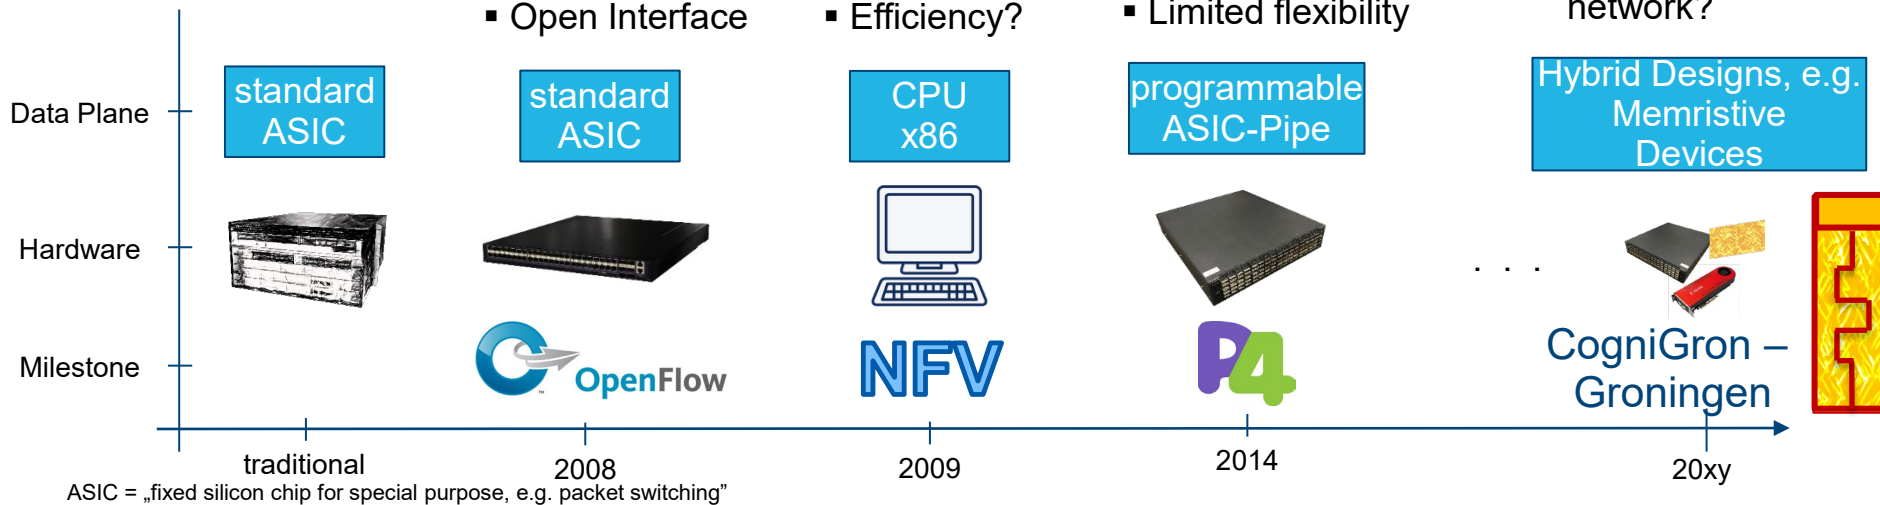 ▪ Open Interface
▪ Efficiency?
▪ Limited flexibility
network?
Data Plane
standard
ASIC
standard
ASIC
CPU
x86
programmable
ASIC-Pipe
Hybrid Designs, e.g.
Memristive
Devices
Hardware
. . .
Milestone
OpenFlow
NFV
P4
CogniGron –
Groningen
traditional
2008
2009
2014
20xy
ASIC = „fixed silicon chip for special purpose, e.g. packet switching”